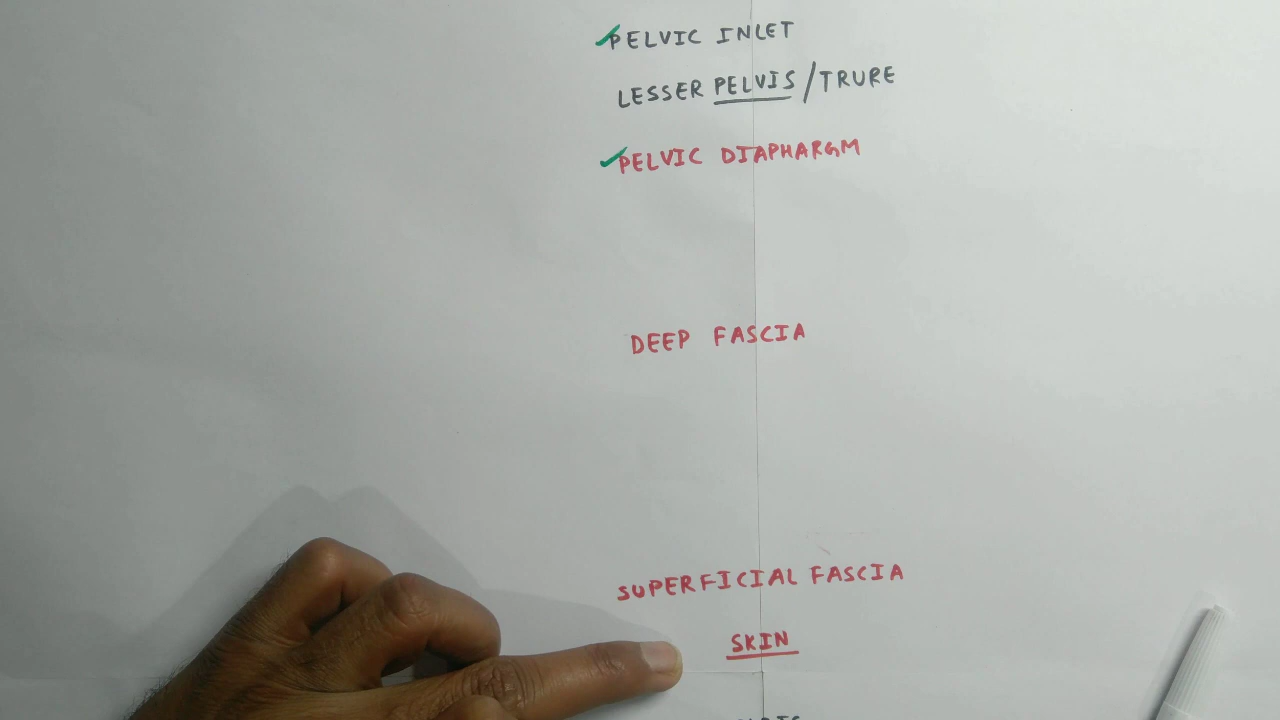 PELVIC INLET
LESSER PELVIS/TRURE
PELVIC DIAPHARGM
DEEP FASCIA
SUPERFICIAL FASCIA
SKIN